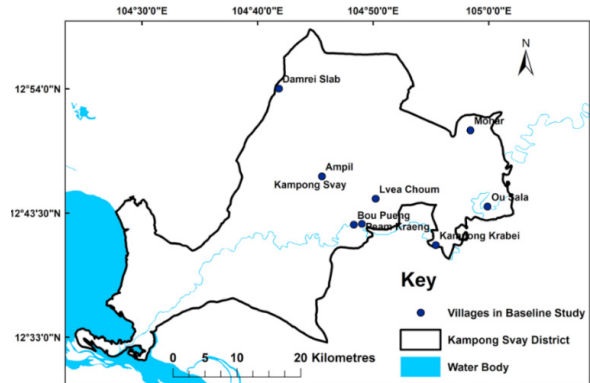 104°30'0"E 104°40'0"E 104°50'0"E 105°0'0"E
N
12°54'0"N
Damrei Slab
Mohar
Ampil
Kampong Svay
Lvea Choum
Ou Sala
12°43'30"N
Bou Pueng
Peam Kraeng
Kampong Krabei
Key
Villages in Baseline Study
Kampong Svay District
Water Body
12°33'0"N
0 5 10 20 Kilometres